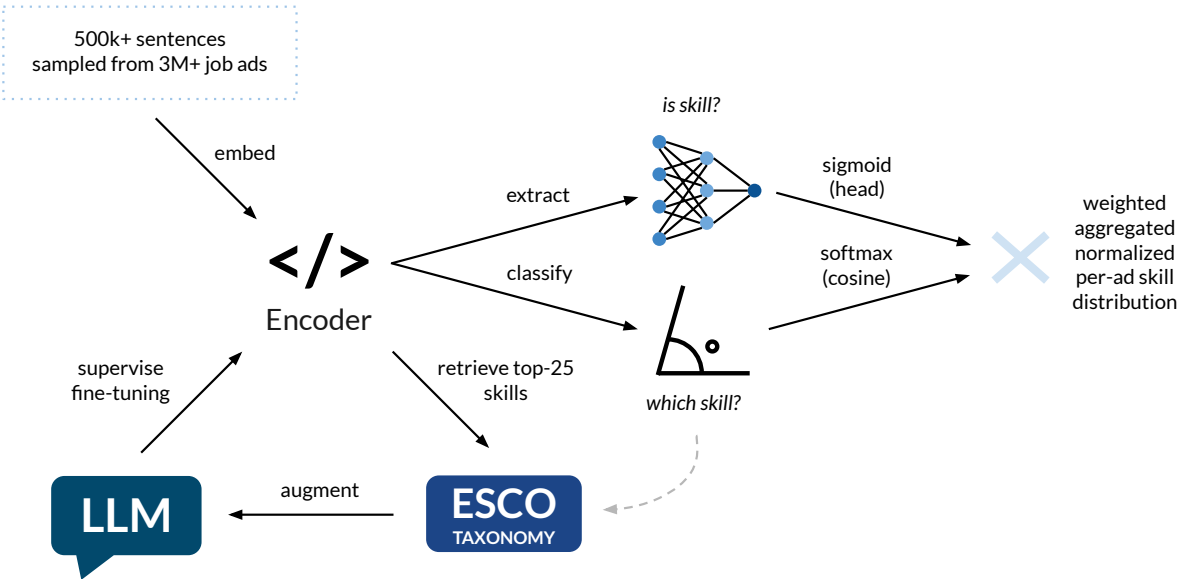 500k+ sentences
sampled from 3M+ job ads
embed
</>
Encoder
extract
classify
is skill?
sigmoid
(head)
softmax
(cosine)
which skill?
weighted
aggregated
normalized
per-ad skill
distribution
supervise
fine-tuning
retrieve top-25
skills
LLM
augment
ESCO
TAXONOMY